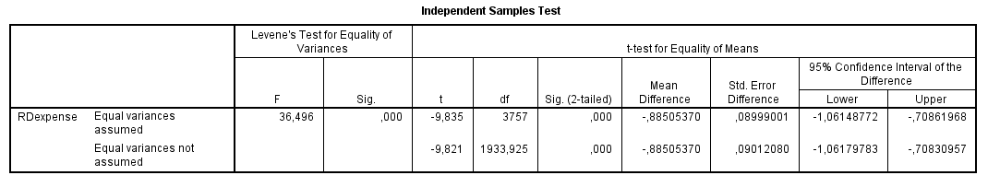 Independent Samples Test
Levene's Test for Equality of
Variances
t-test for Equality of Means
F
Sig.
t
df
Sig. (2-tailed)
Mean
Difference
Std. Error
Difference
95% Confidence Interval of the
Difference
Lower
Upper
RDexpense Equal variances
assumed
36,496 ,000 -9,835 3757 ,000 -,88505370 ,08999001 -1,06148772 -,70861968
Equal variances not
assumed
-9,821 1933,925 ,000 -,88505370 ,09012080 -1,06179783 -,70830957